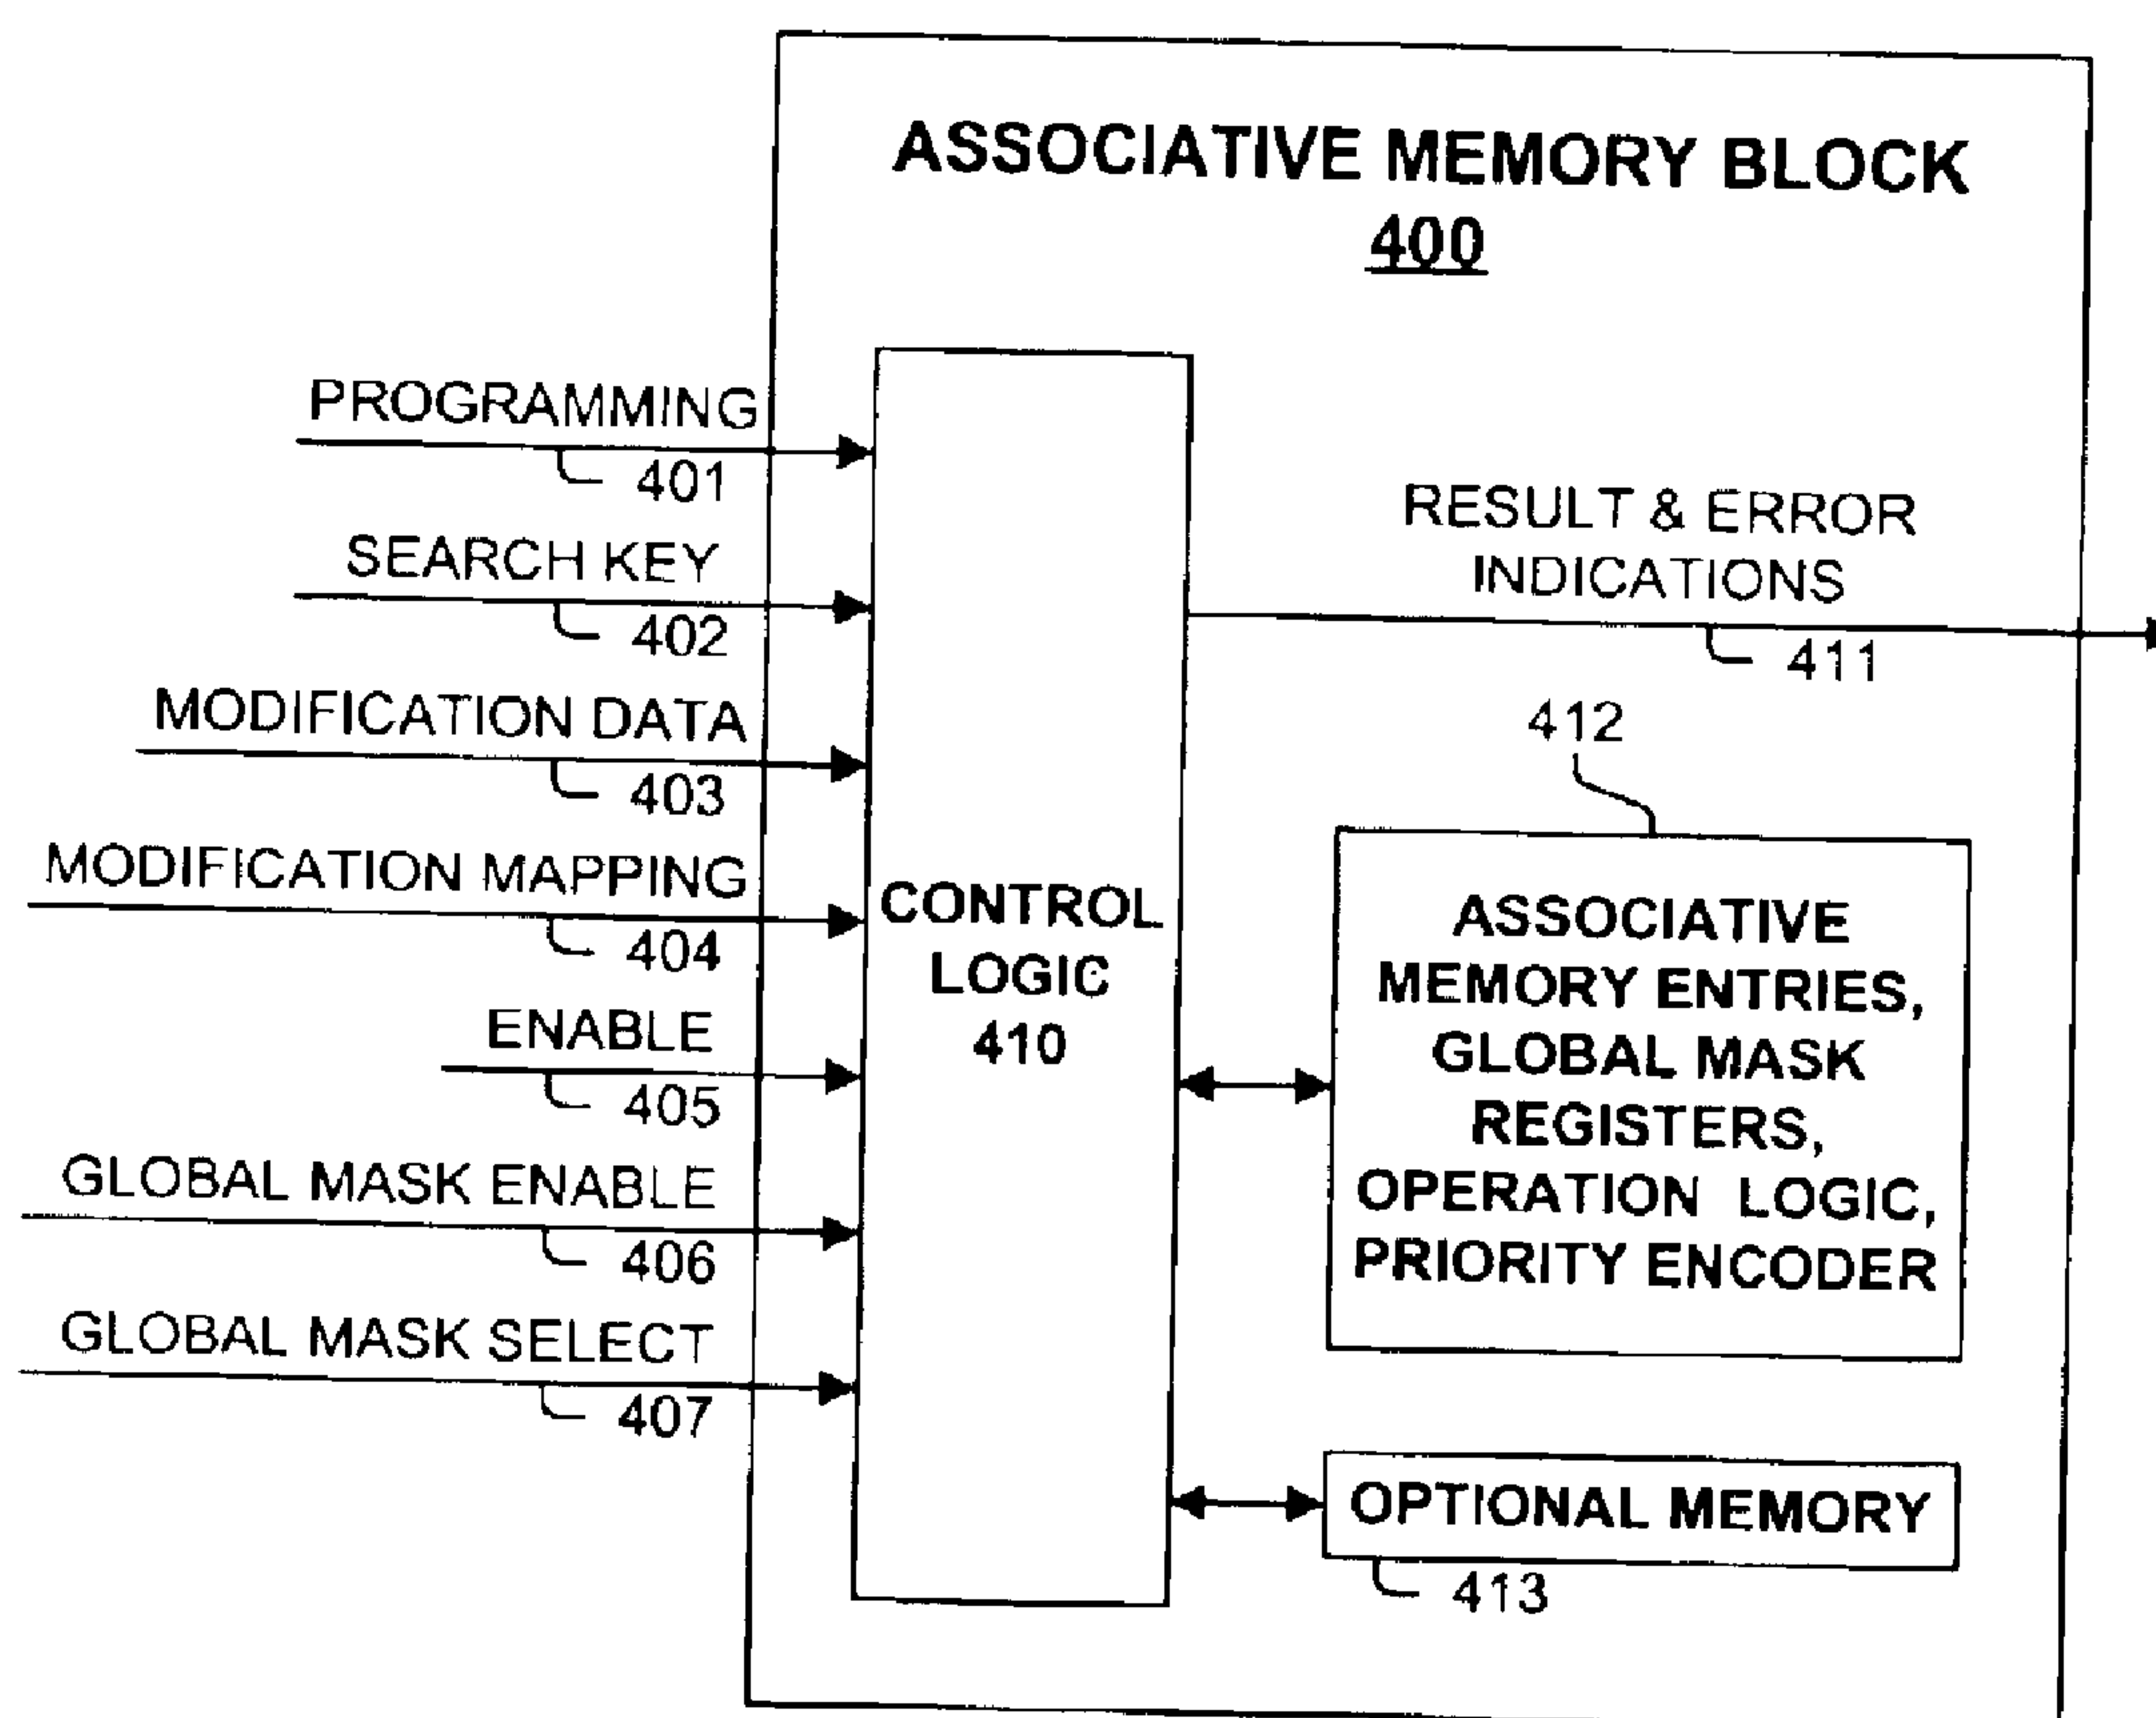 ASSOCIATIVE MEMORY BLOCK
400
PROGRAMMING
401
SEARCH KEY
402
MODIFICATION DATA
403
MODIFICATION MAPPING
404
ENABLE
405
GLOBAL MASK ENABLE
406
GLOBAL MASK SELECT
407
CONTROL
LOGIC
410
RESULT & ERROR
INDICATIONS
411
412
ASSOCIATIVE
MEMORY ENTRIES,
GLOBAL MASK
REGISTERS,
OPERATION LOGIC,
PRIORITY ENCODER
OPTIONAL MEMORY
413